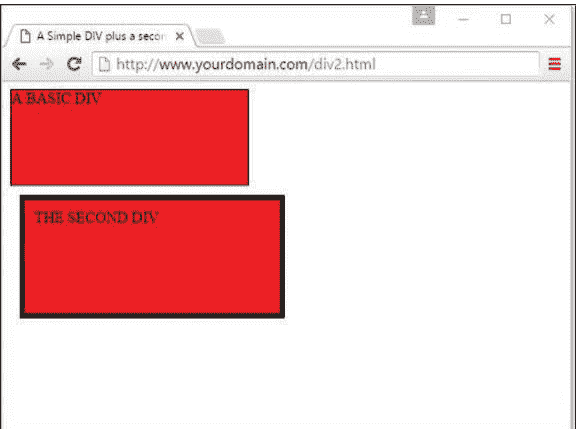 A Simple DIV plus a secon
http://www.yourdomain.com/div2.html
A BASIC DIV
THE SECOND DIV